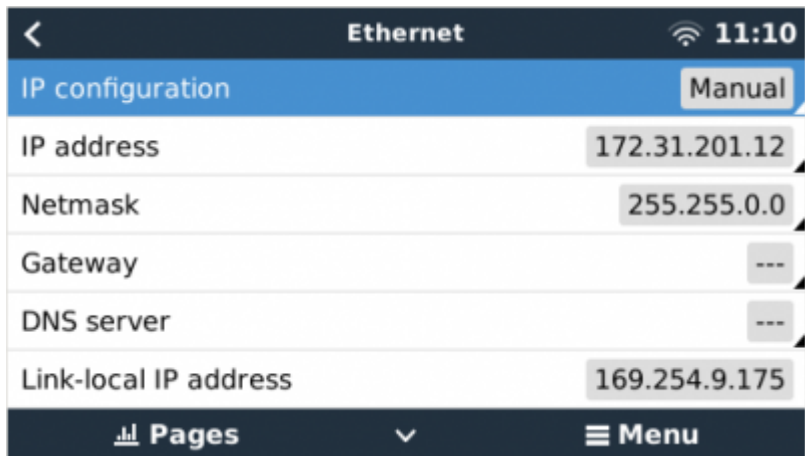 Ethernet 11:10
IP configuration Manual
IP address 172.31.201.12
Netmask 255.255.0.0
Gateway ---
DNS server ---
Link-local IP address 169.254.9.175
Pages Menu